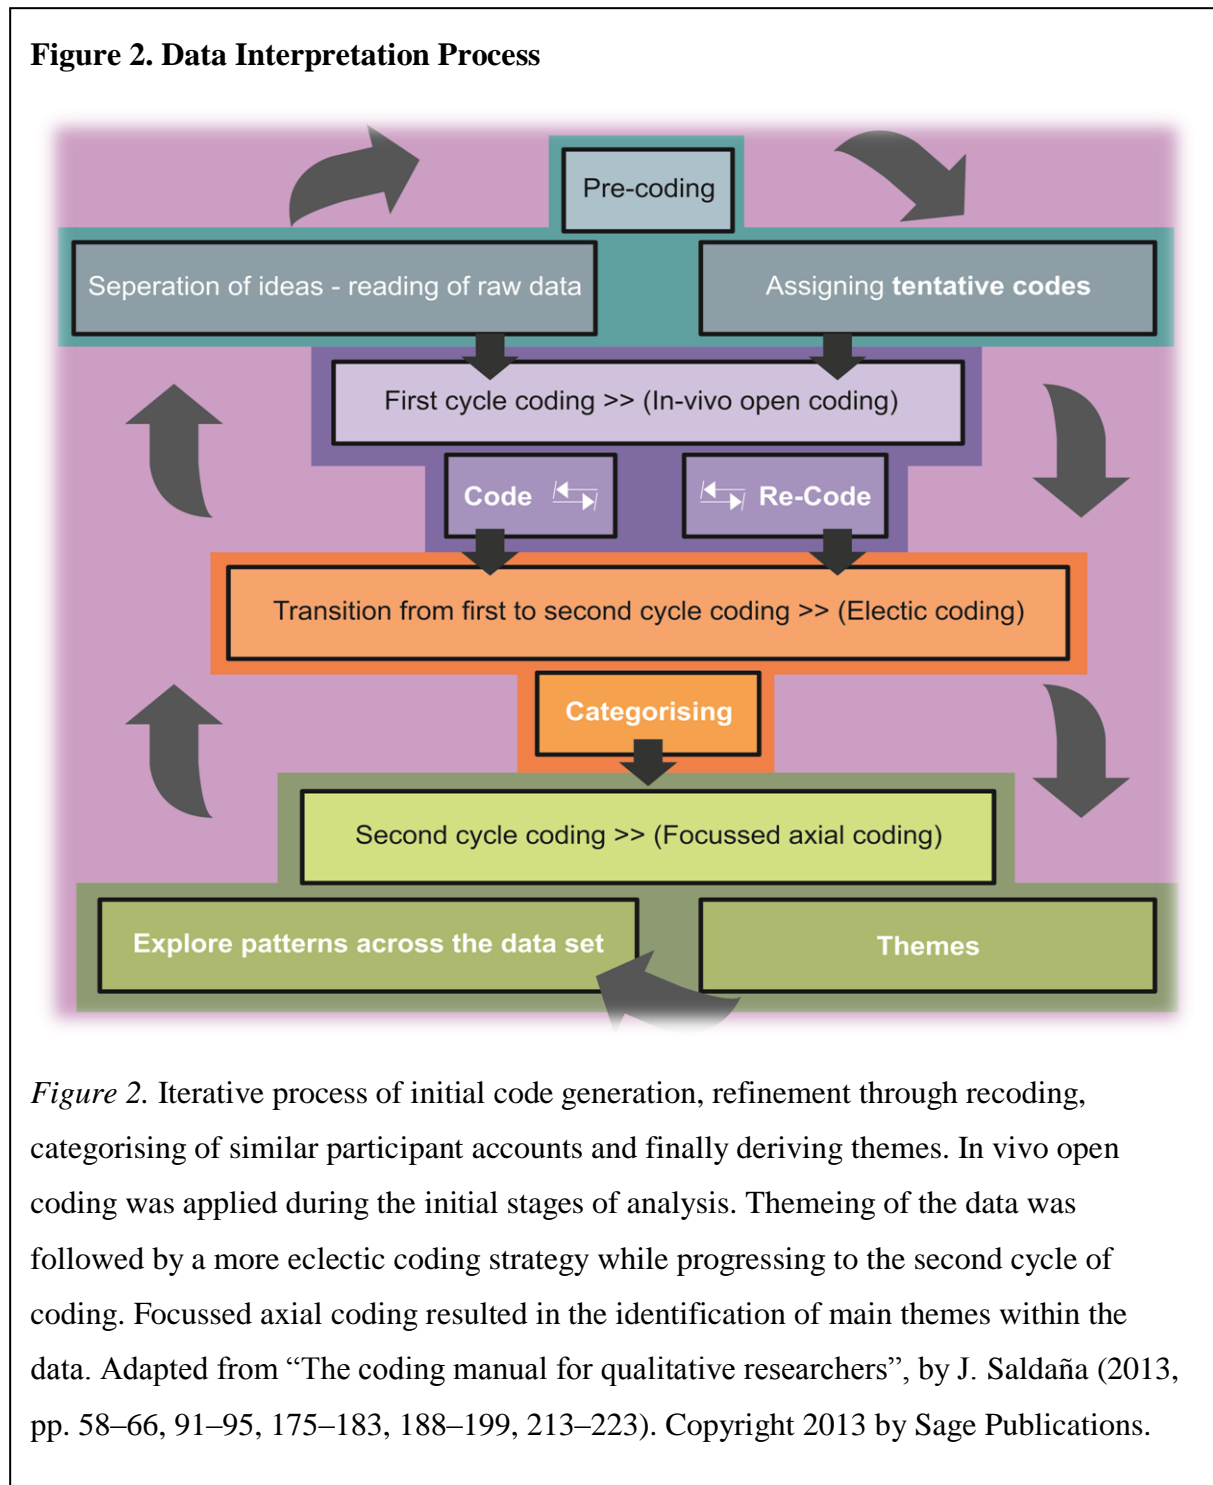 Figure 2. Data Interpretation Process
Pre-coding
Seperation of ideas - reading of raw data
Assigning tentative codes
First cycle coding >> (In-vivo open coding)
Code
Re-Code
Transition from first to second cycle coding >> (Electic coding)
Categorising
Second cycle coding >> (Focussed axial coding)
Explore patterns across the data set
Themes
Figure 2. Iterative process of initial code generation, refinement through recoding,
categorising of similar participant accounts and finally deriving themes. In vivo open
coding was applied during the initial stages of analysis. Themeing of the data was
followed by a more eclectic coding strategy while progressing to the second cycle of
coding. Focussed axial coding resulted in the identification of main themes within the
data. Adapted from “The coding manual for qualitative researchers”, by J. Saldaña (2013,
pp. 58–66, 91–95, 175–183, 188–199, 213–223). Copyright 2013 by Sage Publications.